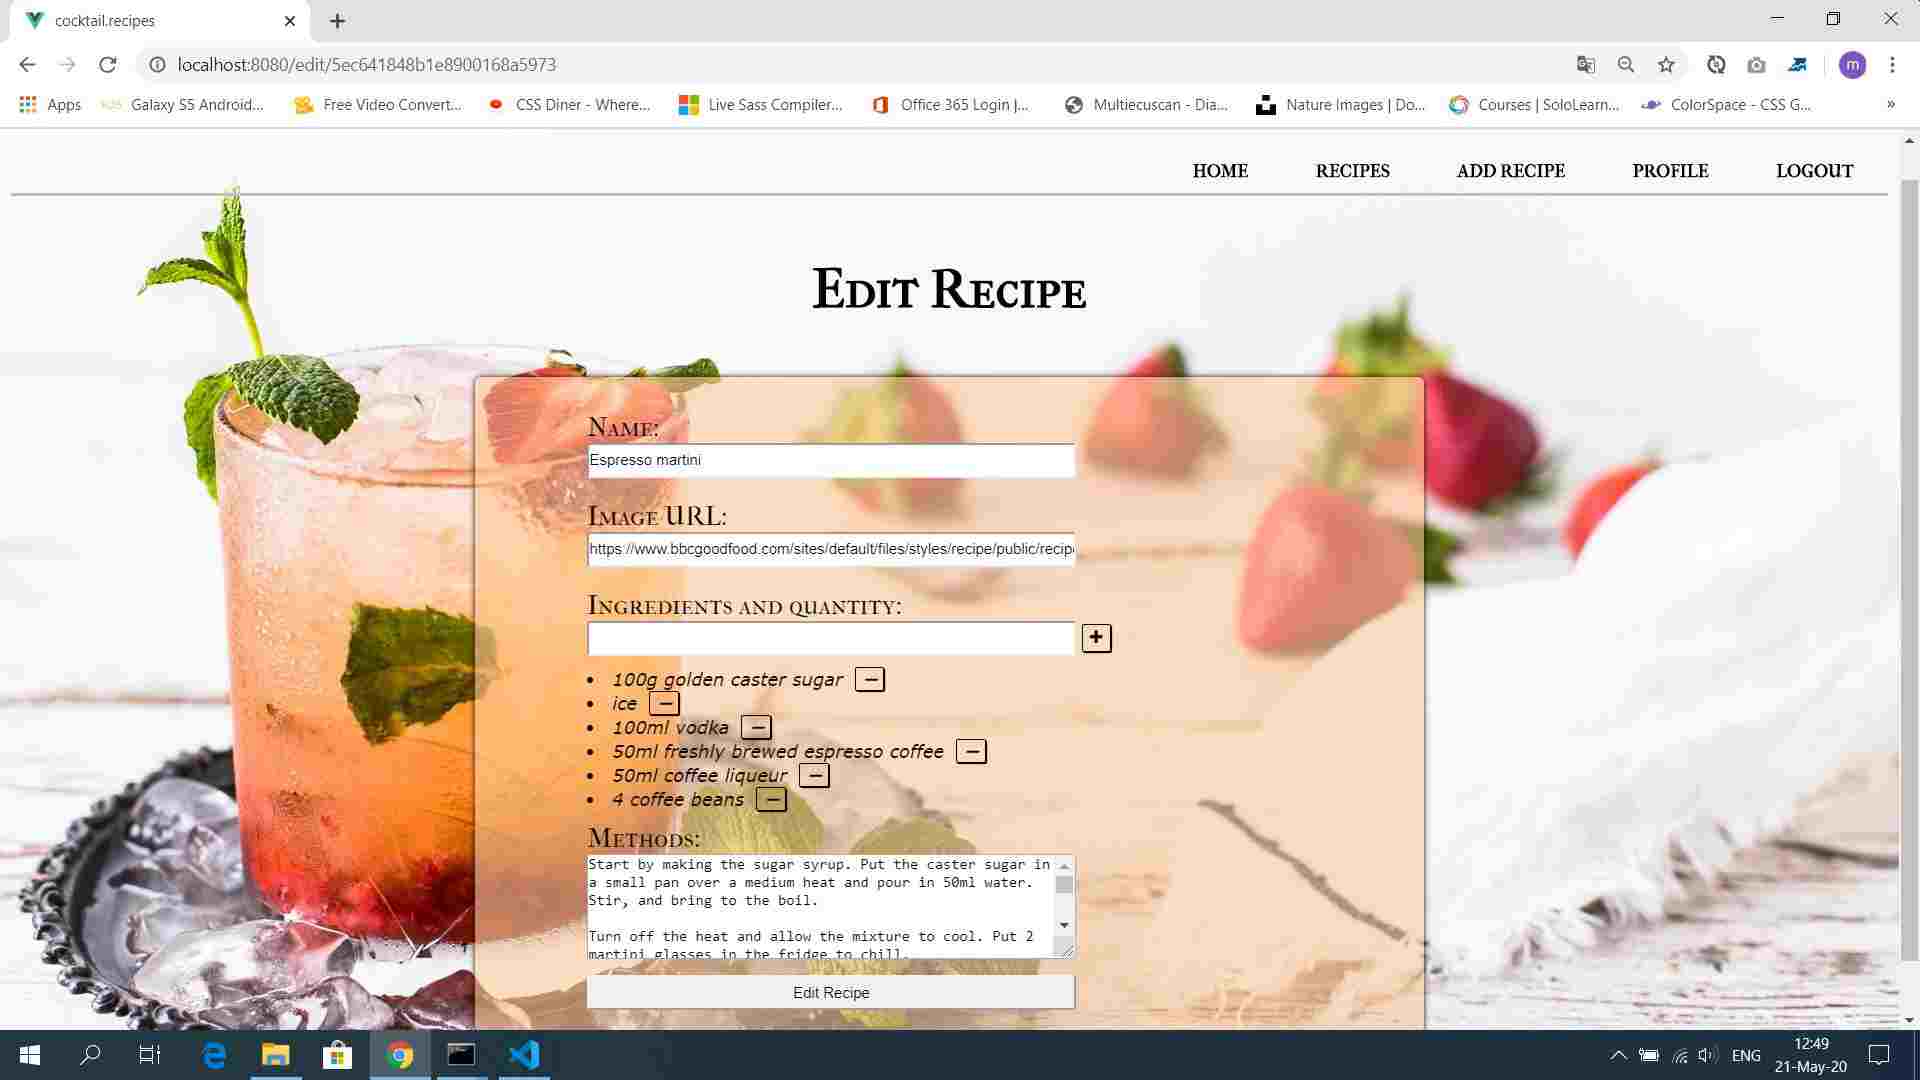 cocktail.recipes
localhost:8080/edit/5ec641848b1e8900168a5973
m
Apps
Galaxy S5 Android...
Free Video Convert...
CSS Diner - Where...
Live Sass Compiler...
Office 365 Login |...
Multiecuscan - Dia...
Nature Images | Do...
Courses | SoloLearn...
ColorSpace - CSS G...
»
HOME
RECIPES
ADD RECIPE
PROFILE
LOGOUT
Edit Recipe
Name:
Espresso martini
Image URL:
https://www.bbcgoodfood.com/sites/default/files/styles/recipe/public/recip
Ingredients and quantity:
+
• 100g golden caster sugar −
• ice −
• 100ml vodka −
• 50ml freshly brewed espresso coffee −
• 50ml coffee liqueur −
• 4 coffee beans −
Methods:
Start by making the sugar syrup. Put the caster sugar in
a small pan over a medium heat and pour in 50ml water.
Stir, and bring to the boil.
Turn off the heat and allow the mixture to cool. Put 2
martini glasses in the fridge to chill.
Edit Recipe
ENG
12:49
21-May-20